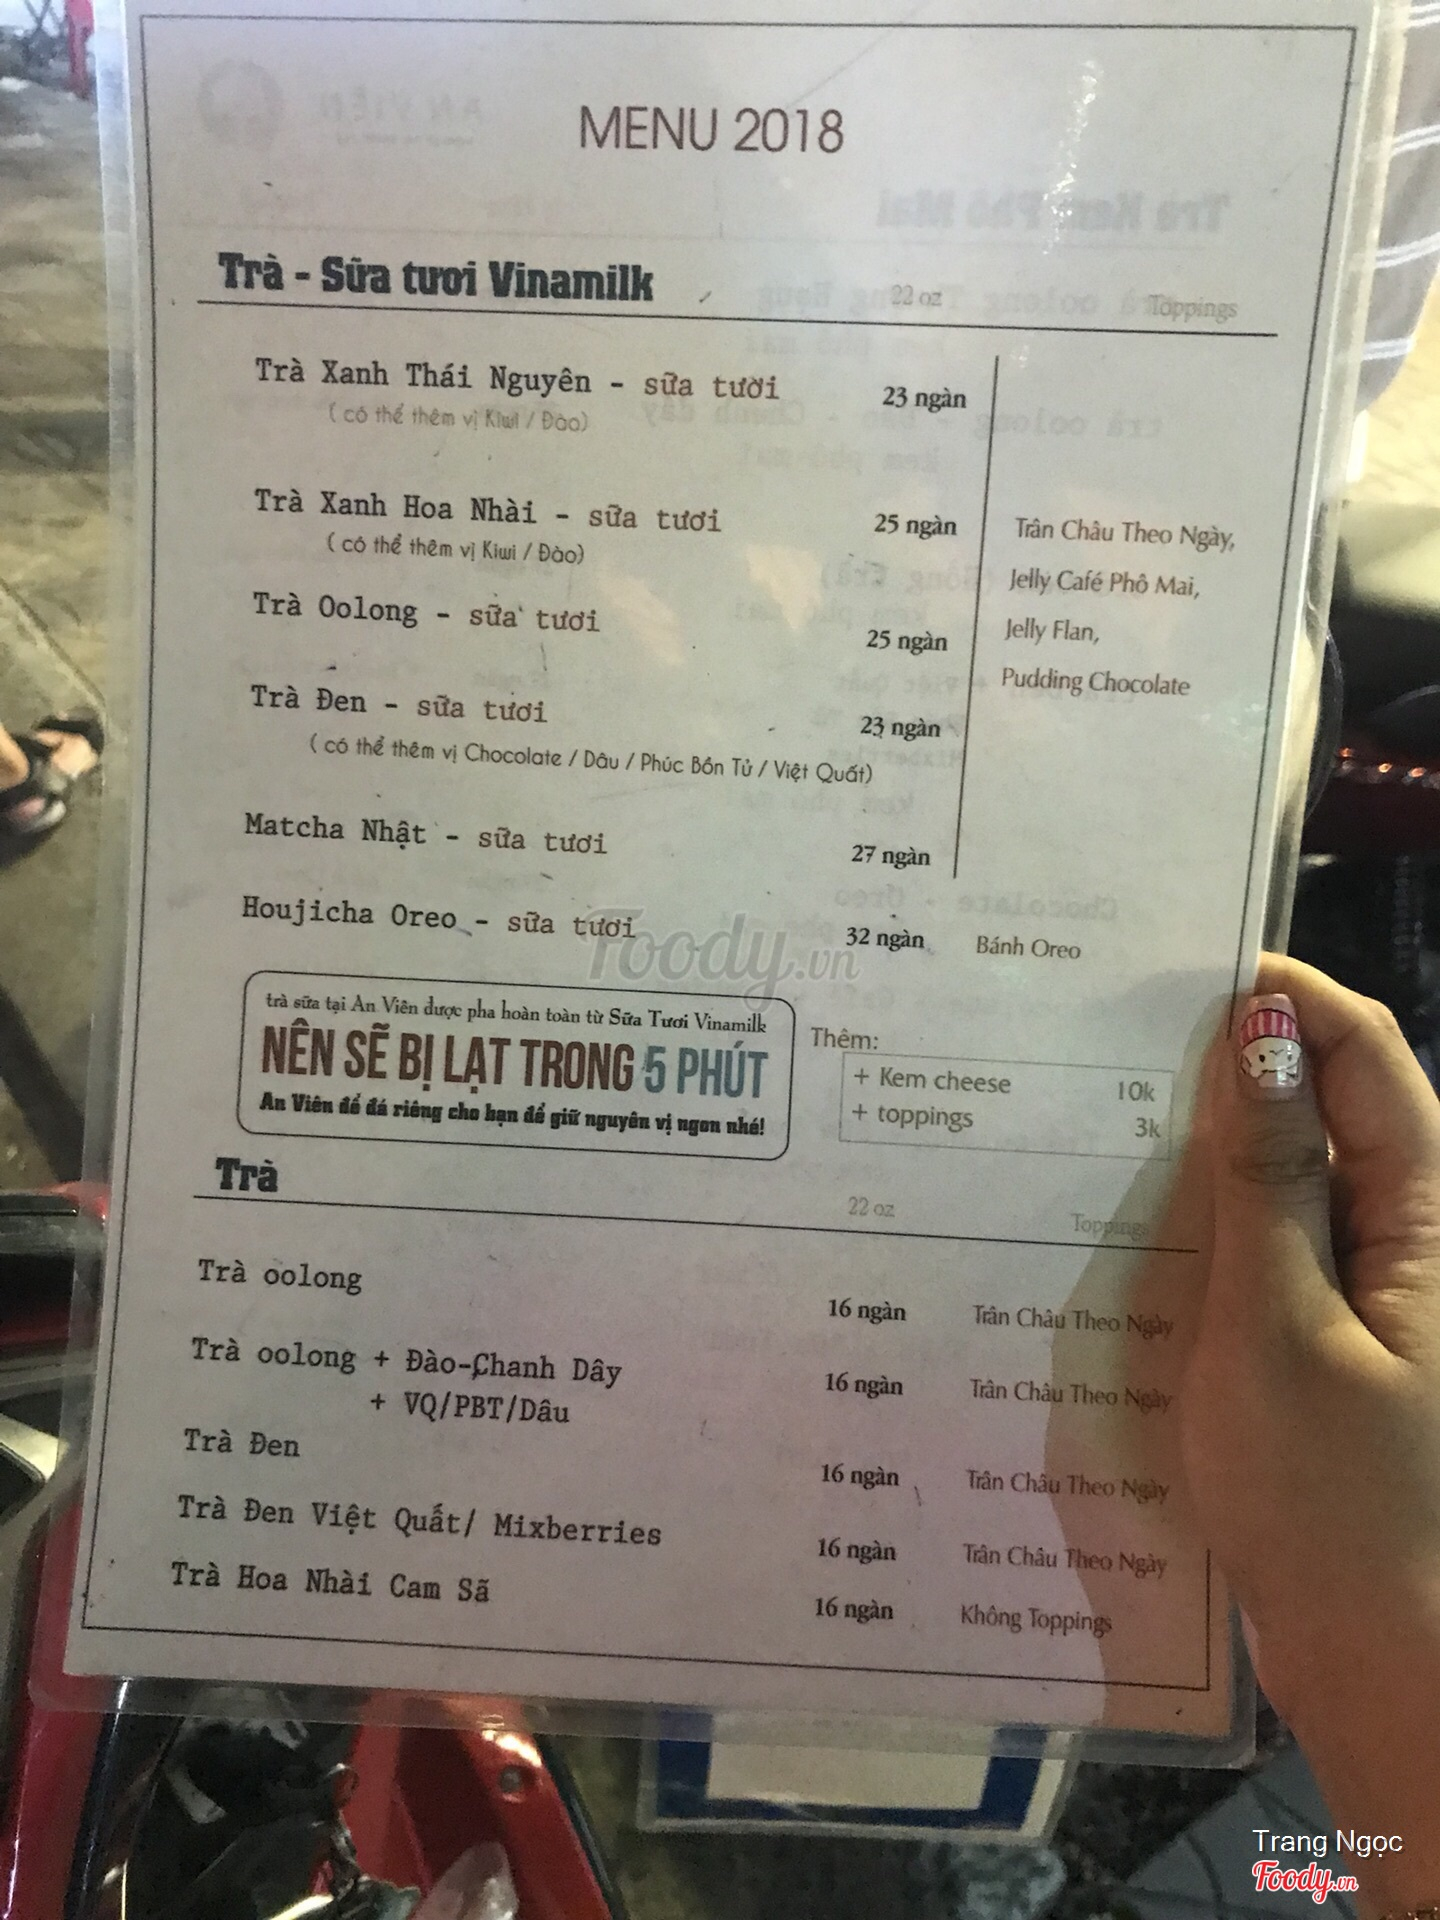 MENU 2018
Trà - Sữa tươi Vinamilk 22 oz Toppings
Trà Xanh Thái Nguyên - sữa tười 23 ngàn
( có thể thêm vị Kiwi / Đào)
Trà Xanh Hoa Nhài - sữa tươi 25 ngàn Trân Châu Theo Ngày,
( có thể thêm vị Kiwi / Đào)
Jelly Café Phô Mai,
Trà Oolong - sữa tươi 25 ngàn Jelly Flan,
Pudding Chocolate
Trà Đen - sữa tươi 23 ngàn
( có thể thêm vị Chocolate / Dâu / Phúc Bồn Tử / Việt Quất)
Matcha Nhật - sữa tươi 27 ngàn
Houjicha Oreo - sữa tươi 32 ngàn Bánh Oreo
Foody.vn
trà sữa tại An Viên được pha hoàn toàn từ Sữa Tươi Vinamilk
NÊN SẼ BỊ LẠT TRONG 5 PHÚT
An Viên để đá riêng cho bạn để giữ nguyên vị ngon nhé!
Thêm:
+ Kem cheese 10k
+ toppings 3k
Trà 22 oz Toppings
Trà oolong 16 ngàn Trân Châu Theo Ngày
Trà oolong + Đào-Chanh Dây 16 ngàn Trân Châu Theo Ngày
+ VQ/PBT/Dâu
Trà Đen 16 ngàn Trân Châu Theo Ngày
Trà Đen Việt Quất/ Mixberries 16 ngàn Trân Châu Theo Ngày
Trà Hoa Nhài Cam Sã 16 ngàn Không Toppings
Trang Ngọc
Foody.vn